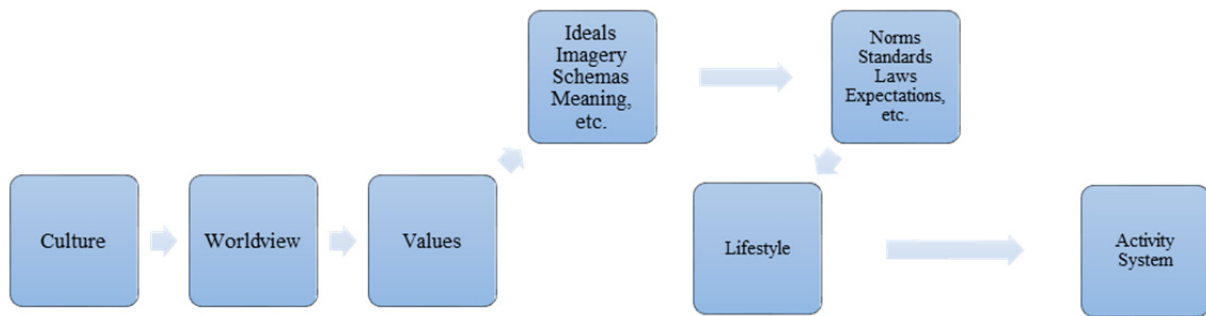 Culture
Worldview
Values
Ideals
Imagery
Schemas
Meaning,
etc.
Norms
Standards
Laws
Expectations,
etc.
Lifestyle
Activity
System